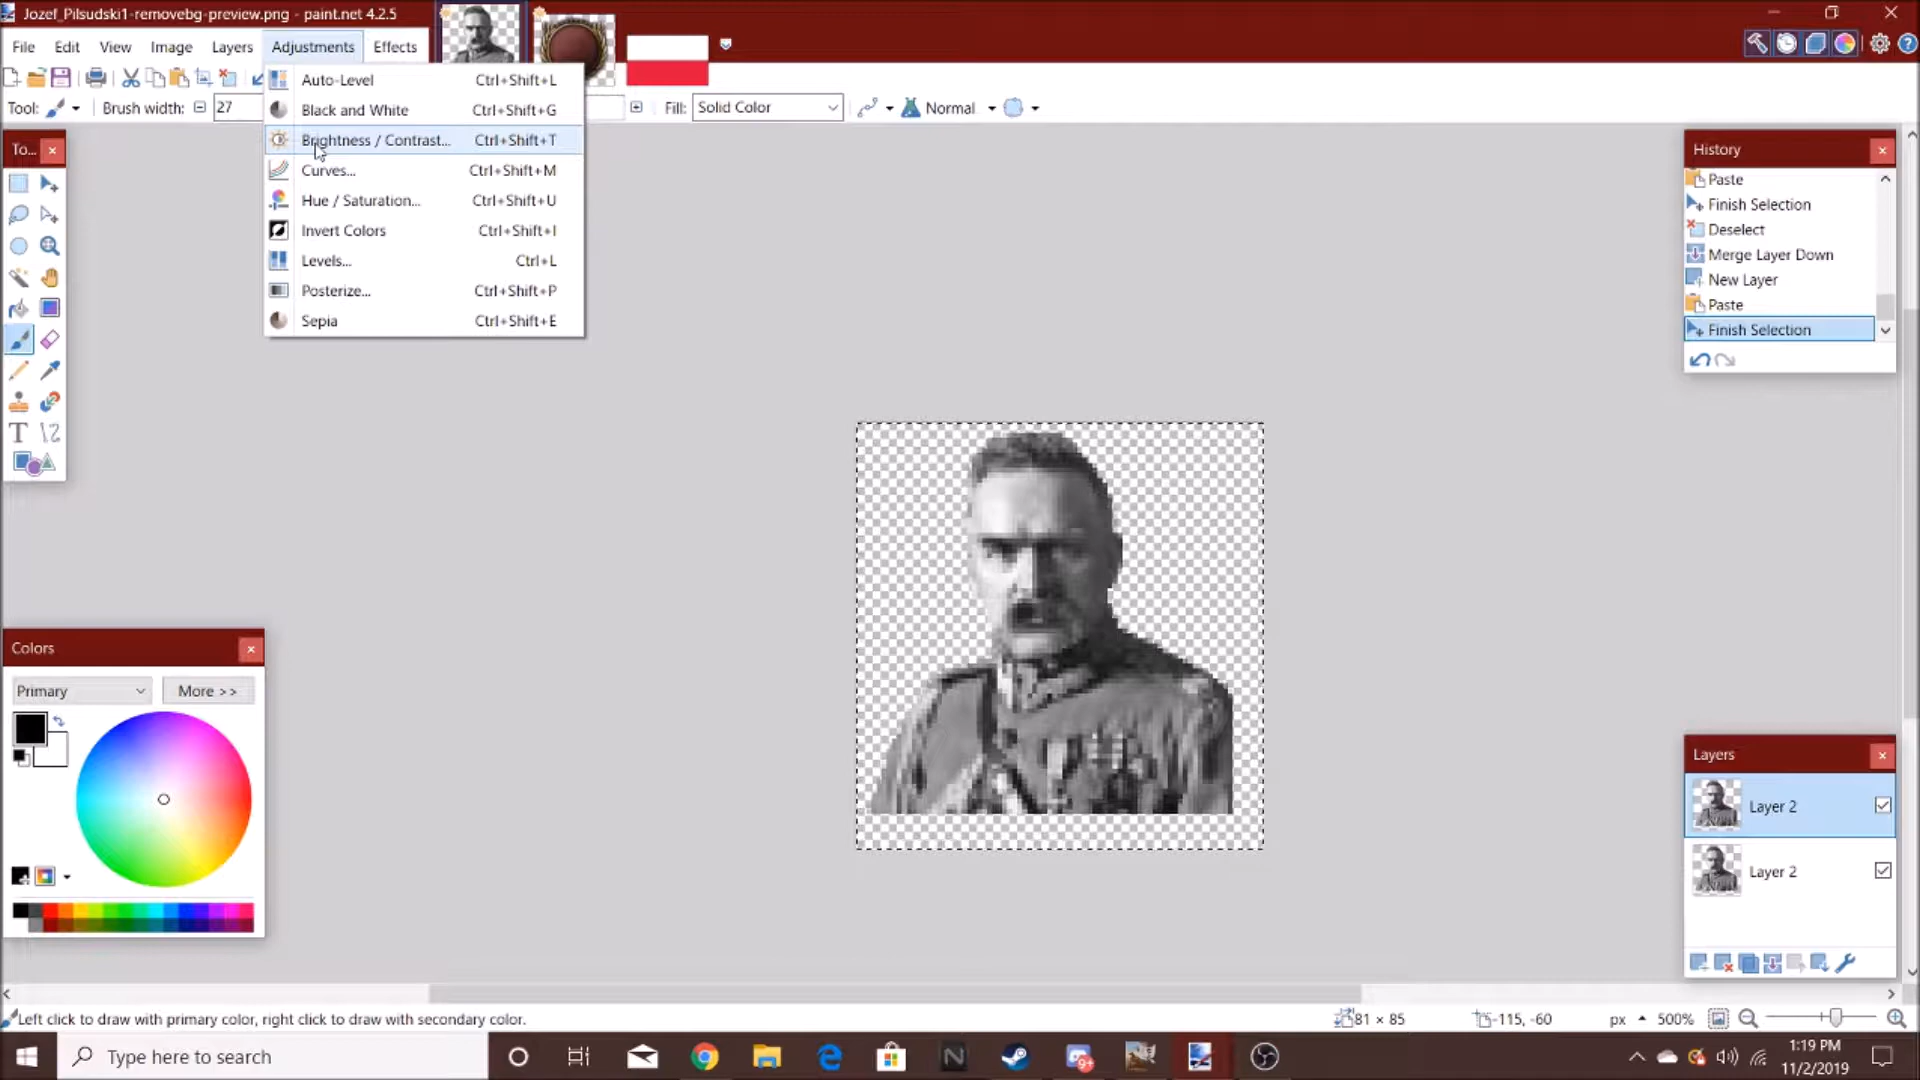 Jozef_Pilsudski1-removebg-preview.png - paint.net 4.2.5
File Edit View Image Layers Adjustments Effects
Tool: Brush width: 27 Fill: Solid Color Normal
Auto-Level Ctrl+Shift+L
Black and White Ctrl+Shift+G
Brightness / Contrast... Ctrl+Shift+T
Curves... Ctrl+Shift+M
Hue / Saturation... Ctrl+Shift+U
Invert Colors Ctrl+Shift+I
Levels... Ctrl+L
Posterize... Ctrl+Shift+P
Sepia Ctrl+Shift+E
To...
History
Paste
Finish Selection
Deselect
Merge Layer Down
New Layer
Paste
Finish Selection
Colors
Primary More >>
Layers
Layer 2
Layer 2
Left click to draw with primary color, right click to draw with secondary color. 81 × 85 -115, -60 px 500%
Type here to search
1:19 PM
11/2/2019